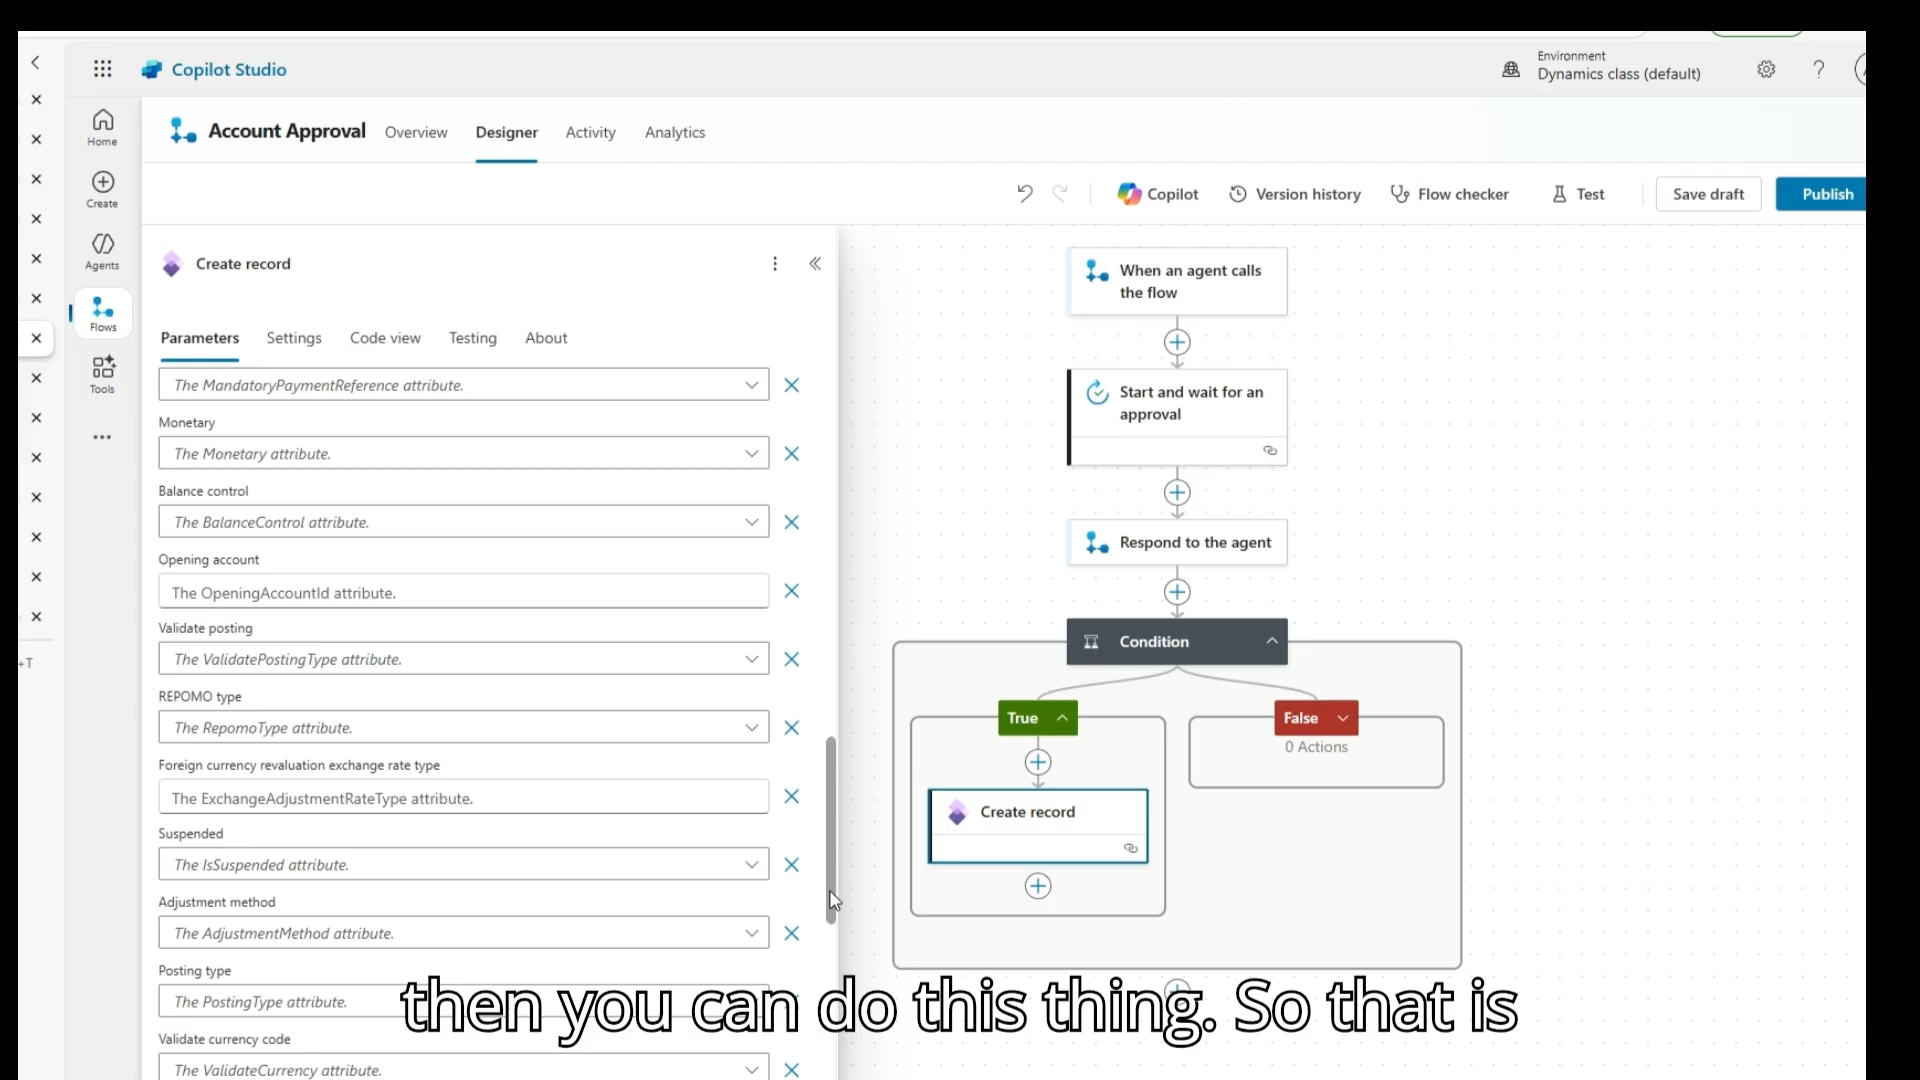 Copilot Studio
Environment
Dynamics class (default)
Home
Create
Agents
Flows
Tools
+T
Account Approval
Overview
Designer
Activity
Analytics
Copilot
Version history
Flow checker
Test
Save draft
Publish
Create record
Parameters
Settings
Code view
Testing
About
The MandatoryPaymentReference attribute.
Monetary
The Monetary attribute.
Balance control
The BalanceControl attribute.
Opening account
The OpeningAccountId attribute.
Validate posting
The ValidatePostingType attribute.
REPOMO type
The RepomoType attribute.
Foreign currency revaluation exchange rate type
The ExchangeAdjustmentRateType attribute.
Suspended
The IsSuspended attribute.
Adjustment method
The AdjustmentMethod attribute.
Posting type
The PostingType attribute.
Validate currency code
The ValidateCurrency attribute.
When an agent calls
the flow
Start and wait for an
approval
Respond to the agent
Condition
True
False
0 Actions
Create record
then you can do this thing. So that is